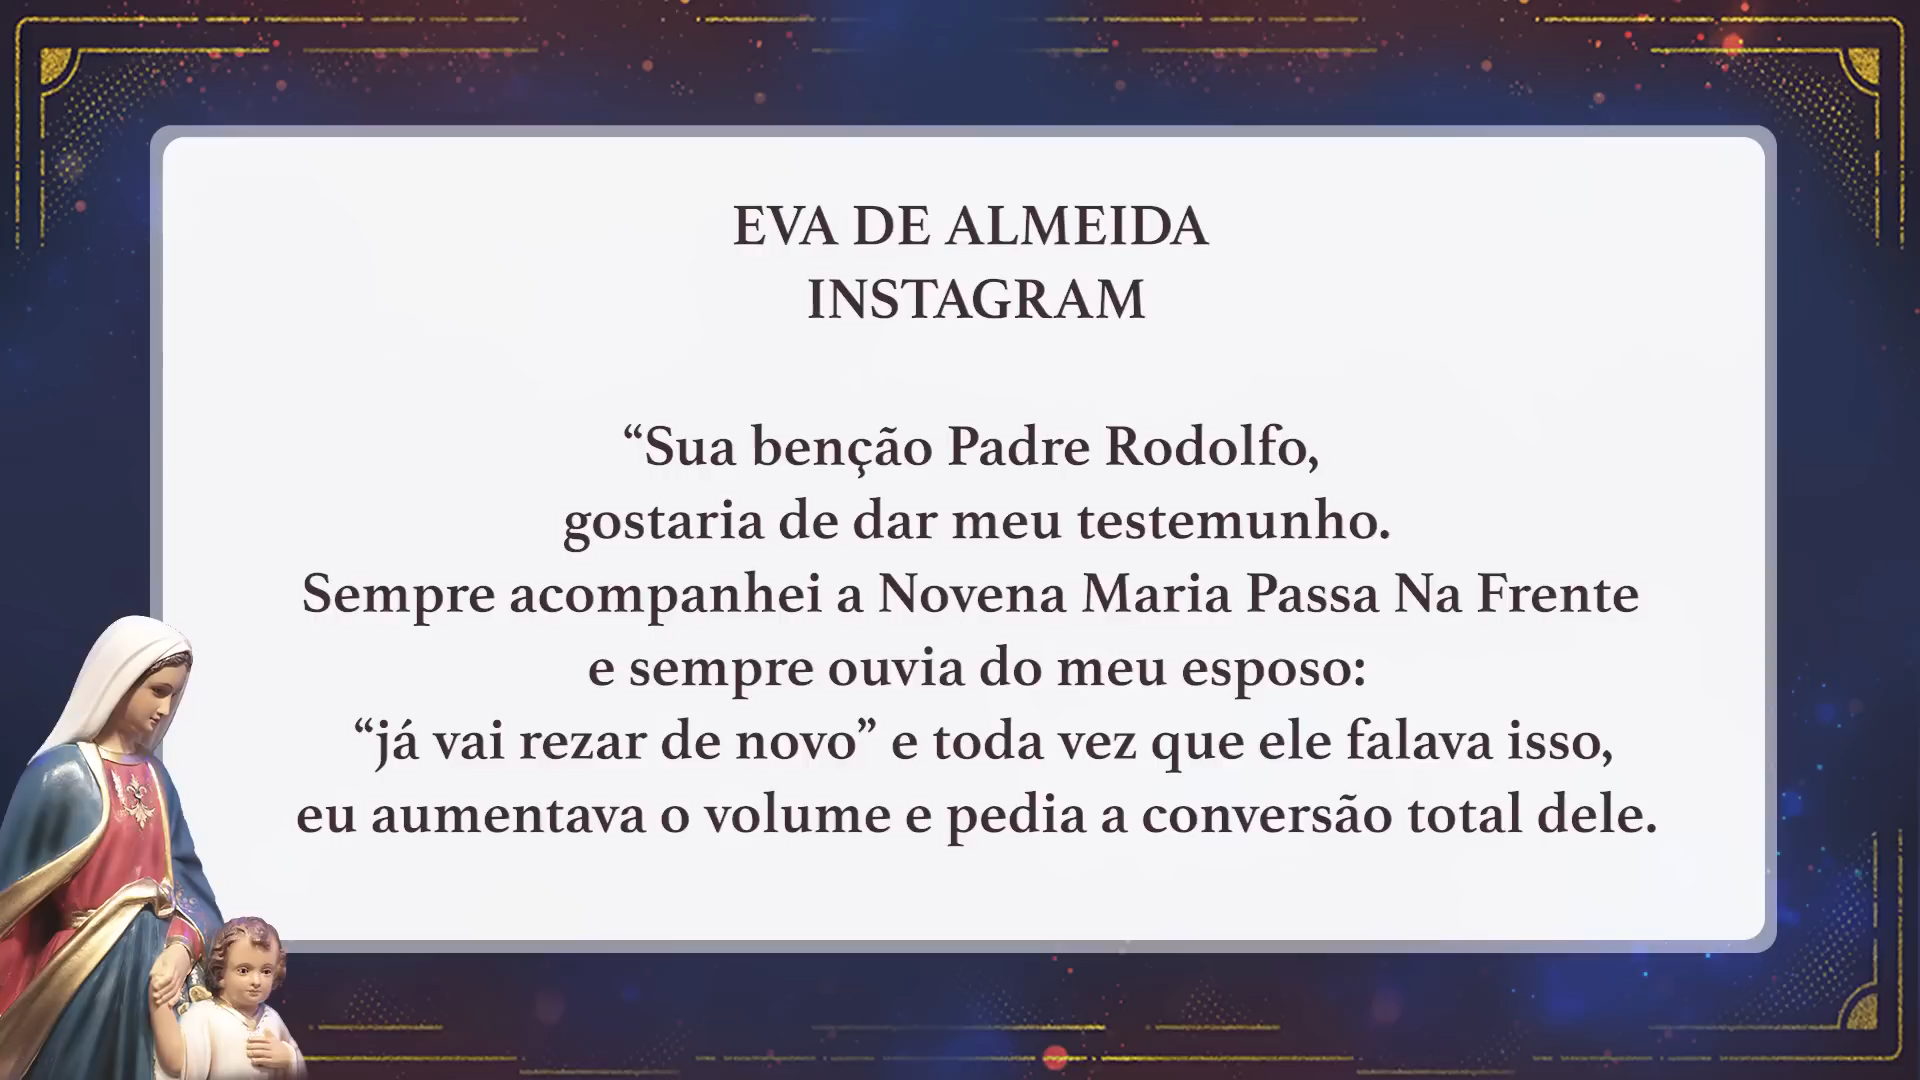 EVA DE ALMEIDA
INSTAGRAM
“Sua benção Padre Rodolfo,
gostaria de dar meu testemunho.
Sempre acompanhei a Novena Maria Passa Na Frente
e sempre ouvia do meu esposo:
“já vai rezar de novo” e toda vez que ele falava isso,
eu aumentava o volume e pedia a conversão total dele.